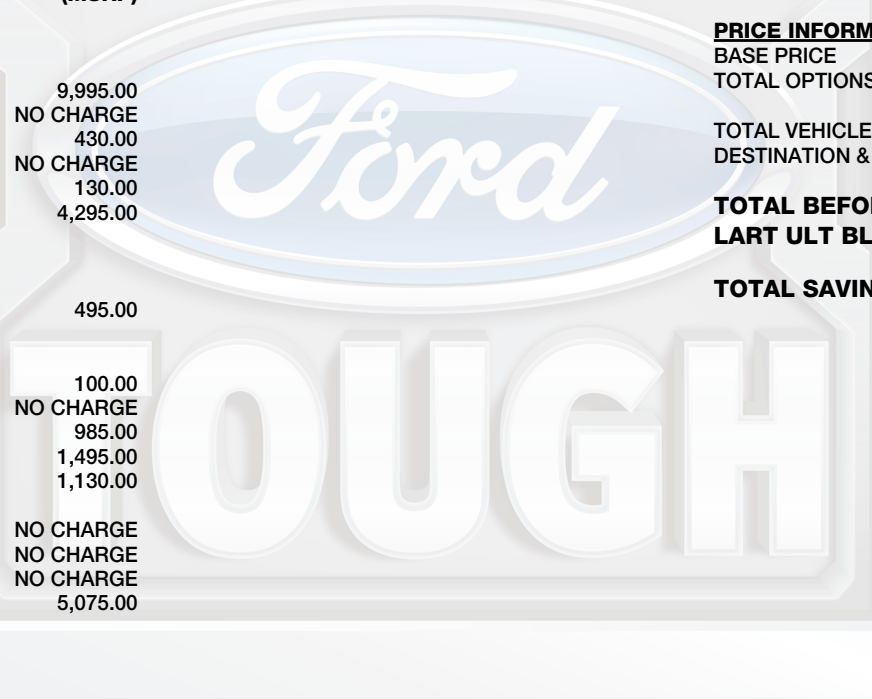 9,995.00
NO CHARGE
430.00
NO CHARGE
130.00
4,295.00
495.00
100.00
NO CHARGE
985.00
1,495.00
1,130.00
NO CHARGE
NO CHARGE
NO CHARGE
5,075.00
PRICE INFORM
BASE PRICE
TOTAL OPTIONS
TOTAL VEHICLE
DESTINATION &
TOTAL BEFO
LART ULT BL
TOTAL SAVIN
Ford
TOUGH